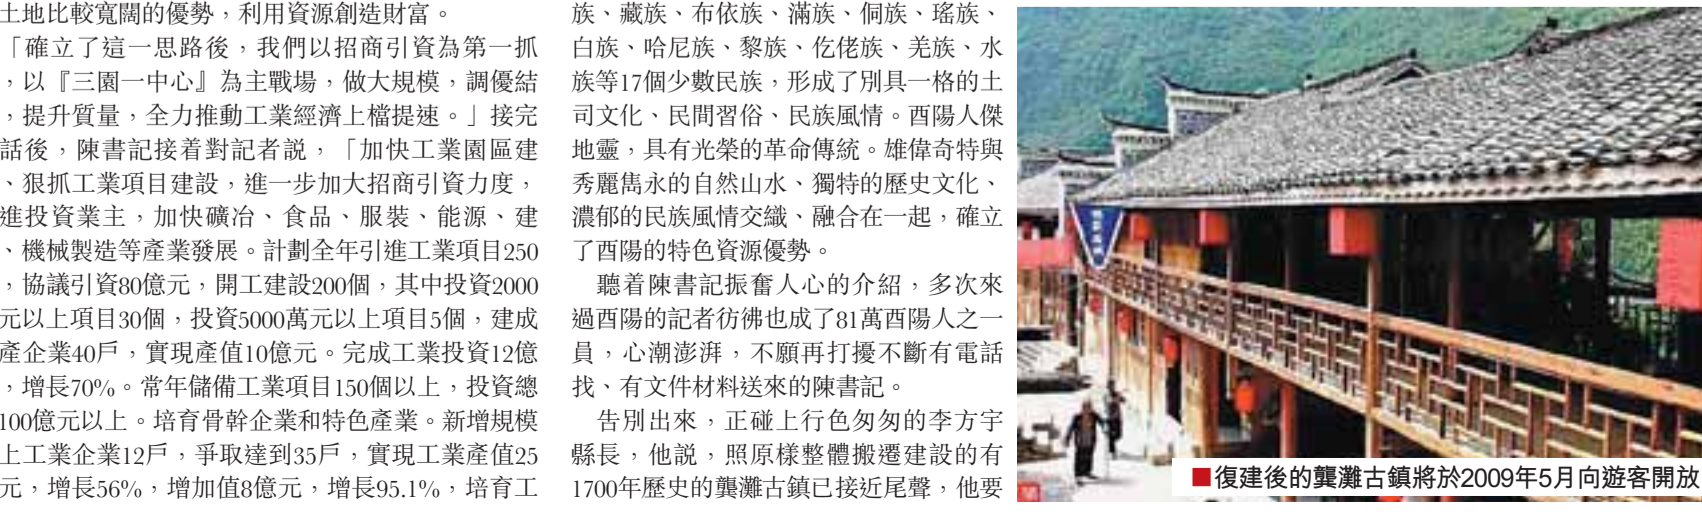 土地比較寬闊的優勢，利用資源創造財富。
「確立了這一思路後，我們以招商引資為第一抓
，以『三園一中心』為主戰場，做大規模，調優結
，提升質量，全力推動工業經濟上檔提速。」接完
話後，陳書記接着對記者説，「加快工業園區建
、狠抓工業項目建設，進一步加大招商引資力度，
進投資業主，加快礦冶、食品、服裝、能源、建
、機械製造等產業發展。計劃全年引進工業項目250
，協議引資80億元，開工建設200個，其中投資2000
元以上項目30個，投資5000萬元以上項目5個，建成
產企業40戶，實現產值10億元。完成工業投資12億
，增長70%。常年儲備工業項目150個以上，投資總
100億元以上。培育骨幹企業和特色產業。新增規模
上工業企業12戶，爭取達到35戶，實現工業產值25
元，增長56%，增加值8億元，增長95.1%，培育工
族、藏族、布依族、滿族、侗族、瑤族、
白族、哈尼族、黎族、仡佬族、羌族、水
族等17個少數民族，形成了別具一格的土
司文化、民間習俗、民族風情。酉陽人傑
地靈，具有光榮的革命傳統。雄偉奇特與
秀麗雋永的自然山水、獨特的歷史文化、
濃郁的民族風情交織、融合在一起，確立
了酉陽的特色資源優勢。
聽着陳書記振奮人心的介紹，多次來
過酉陽的記者彷彿也成了81萬酉陽人之一
員，心潮澎湃，不願再打擾不斷有電話
找、有文件材料送來的陳書記。
告別出來，正碰上行色匆匆的李方宇
縣長，他説，照原樣整體搬遷建設的有
1700年歷史的龔灘古鎮已接近尾聲，他要
■復建後的龔灘古鎮將於2009年5月向遊客開放